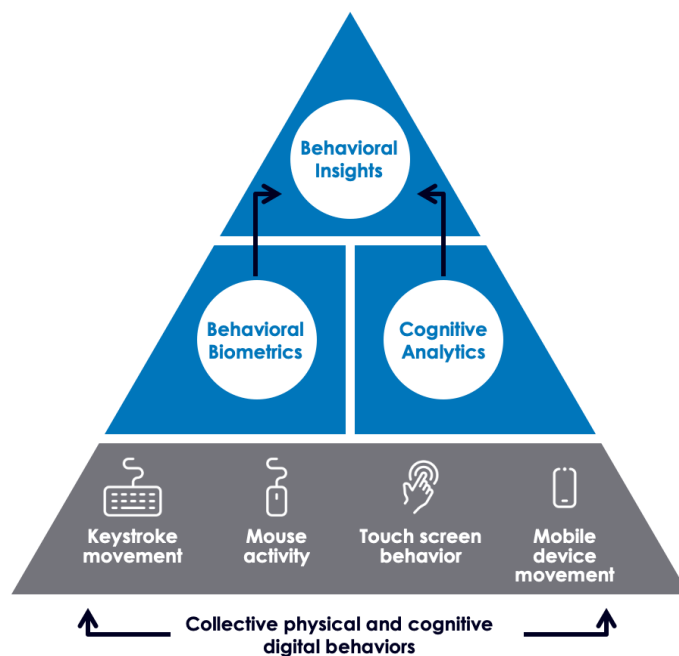 Behavioral
Insights
Behavioral
Biometrics
Cognitive
Analytics
Keystroke
movement
Mouse
activity
Touch screen
behavior
Mobile
device
movement
Collective physical and cognitive
digital behaviors